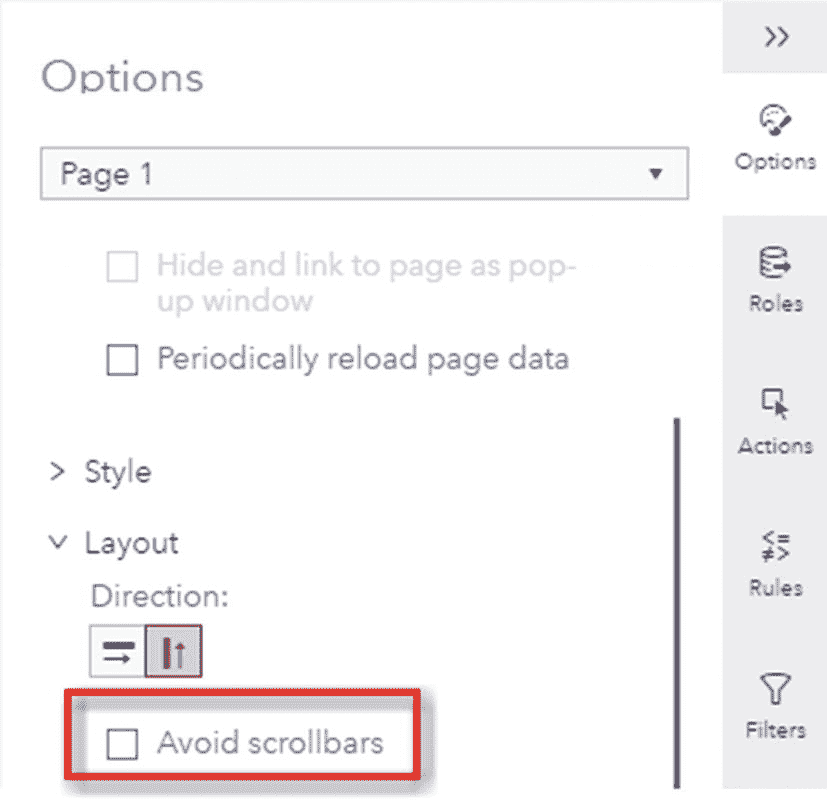 Options
Page 1
Hide and link to page as pop-
up window
Periodically reload page data
Style
Layout
Direction:
Avoid scrollbars
Options
Roles
Actions
Rules
Filters